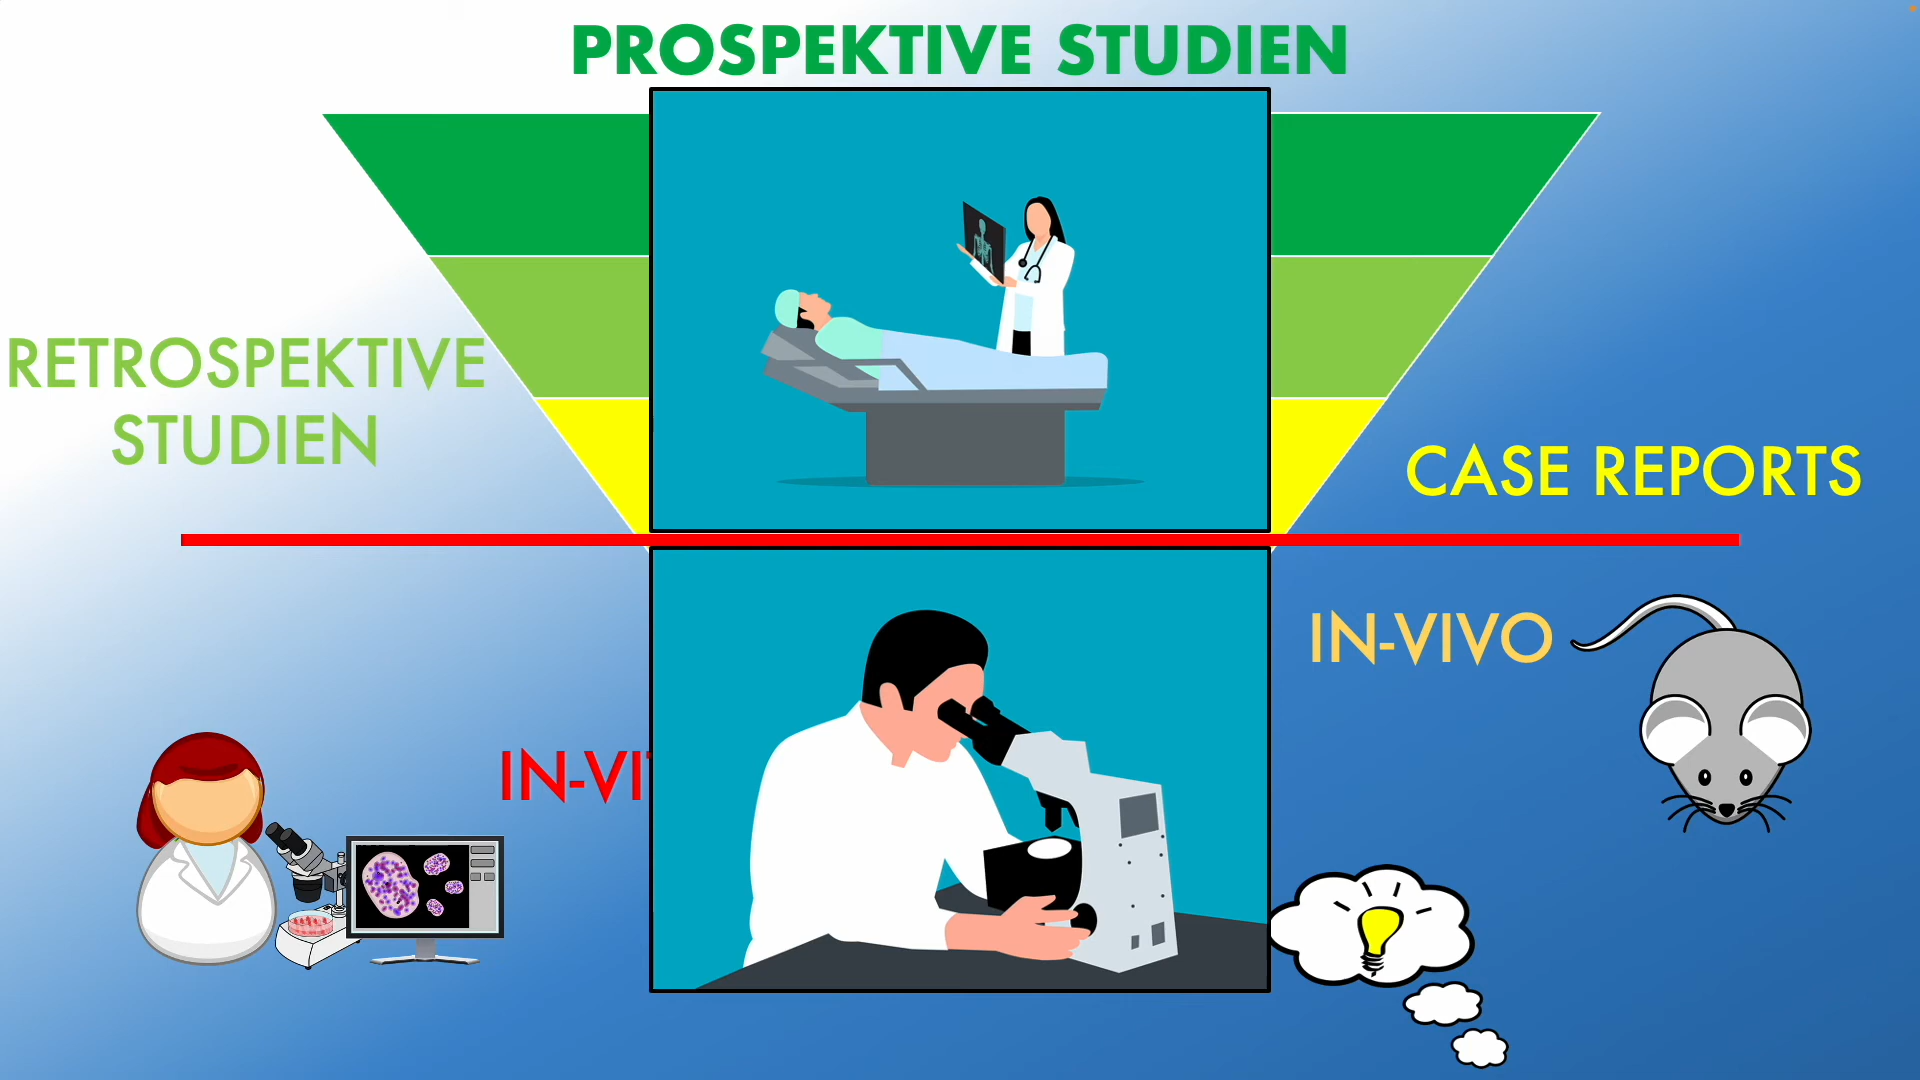 PROSPEKTIVE STUDIEN
RETROSPEKTIVE
STUDIEN
CASE REPORTS
IN-VIVO